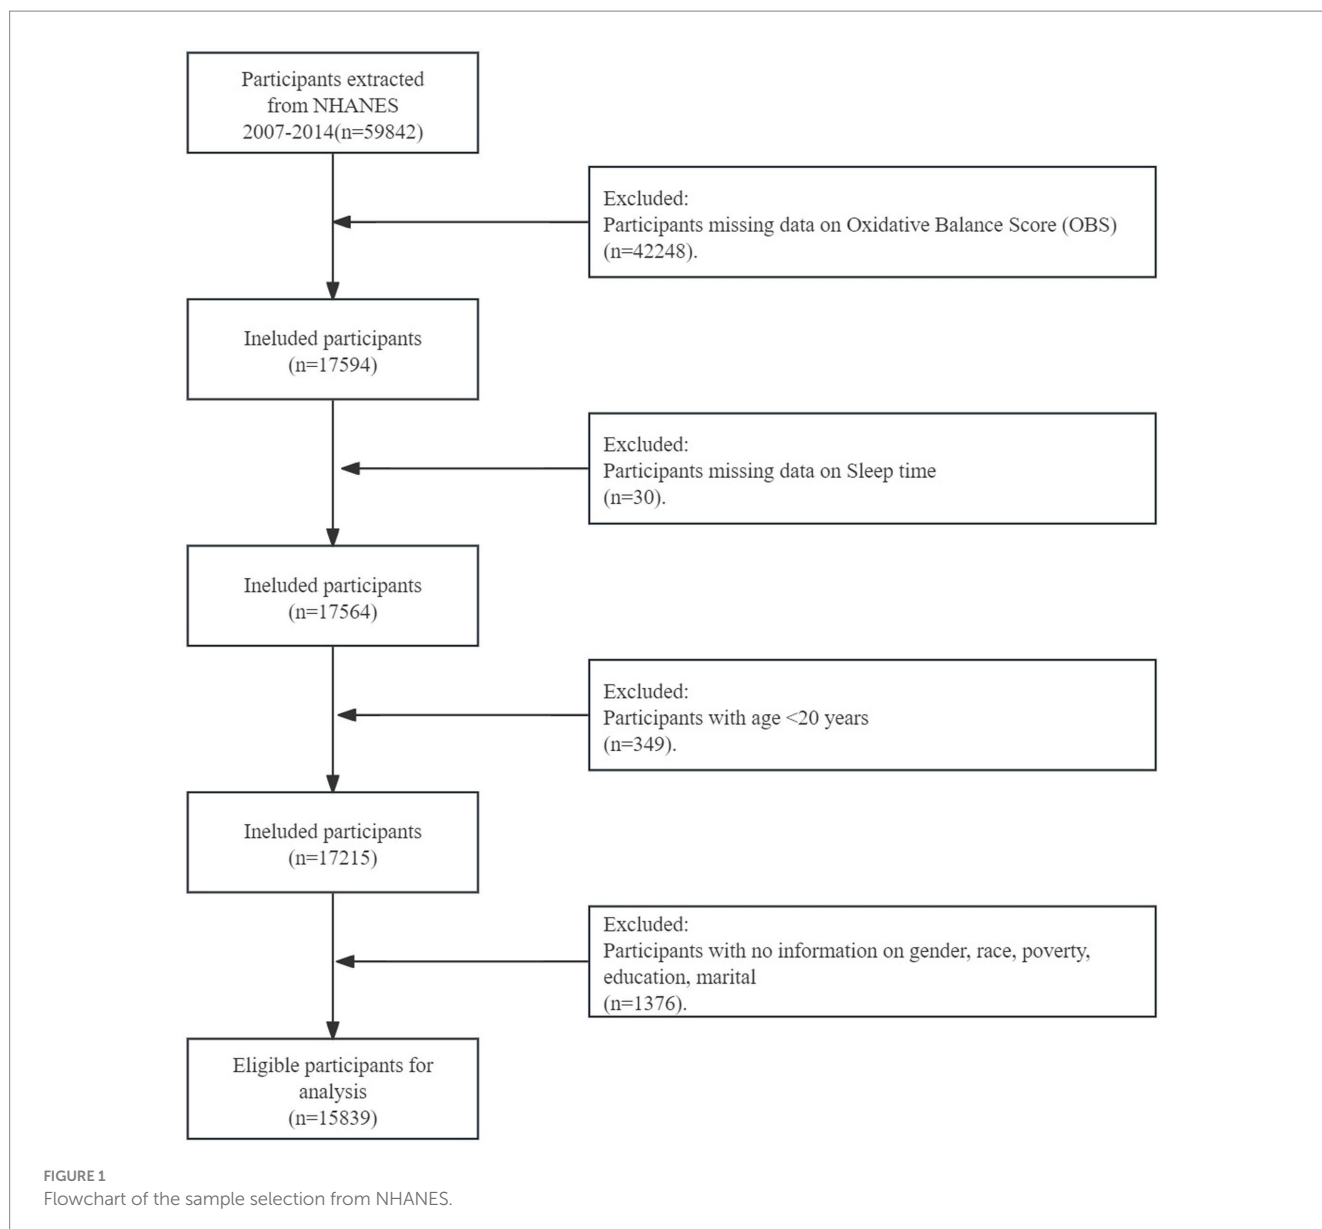 Participants extracted
from NHANES
2007-2014(n=59842)
Excluded:
Participants missing data on Oxidative Balance Score (OBS)
(n=42248).
Ineluded participants
(n=17594)
Excluded:
Participants missing data on Sleep time
(n=30).
Ineluded participants
(n=17564)
Excluded:
Participants with age <20 years
(n=349).
Ineluded participants
(n=17215)
Excluded:
Participants with no information on gender, race, poverty,
education, marital
(n=1376).
Eligible participants for
analysis
(n=15839)
FIGURE 1
Flowchart of the sample selection from NHANES.